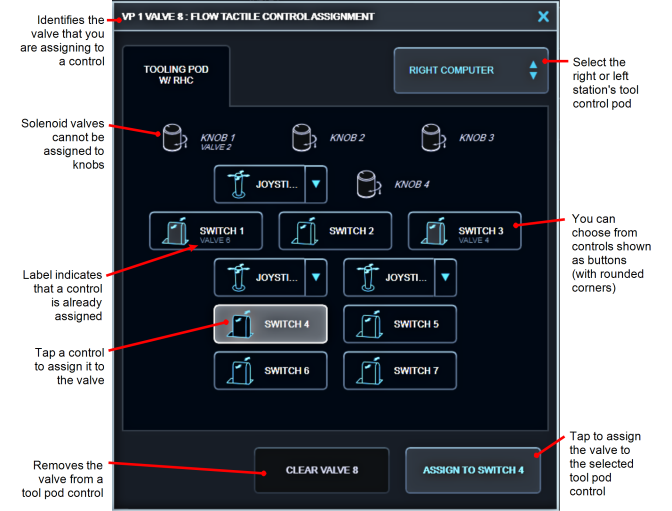 Identifies the
valve that you
are assigning to
a control
VP 1 VALVE 8 : FLOW TACTILE CONTROL ASSIGNMENT
X
TOOLING POD
W/ RHC
RIGHT COMPUTER
Select the
right or left
station's tool
control pod
Solenoid valves
cannot be
assigned to
knobs
KNOB 1
VALVE 2
KNOB 2
KNOB 3
JOYSTI...
KNOB 4
SWITCH 1
VALVE 6
SWITCH 2
SWITCH 3
VALVE 4
You can
choose from
controls shown
as buttons
(with rounded
corners)
Label indicates
that a control
is already
assigned
JOYSTI...
JOYSTI...
SWITCH 4
SWITCH 5
Tap a control
to assign it to
the valve
SWITCH 6
SWITCH 7
Removes the
valve from a
tool pod control
CLEAR VALVE 8
ASSIGN TO SWITCH 4
Tap to assign
the valve to
the selected
tool pod
control